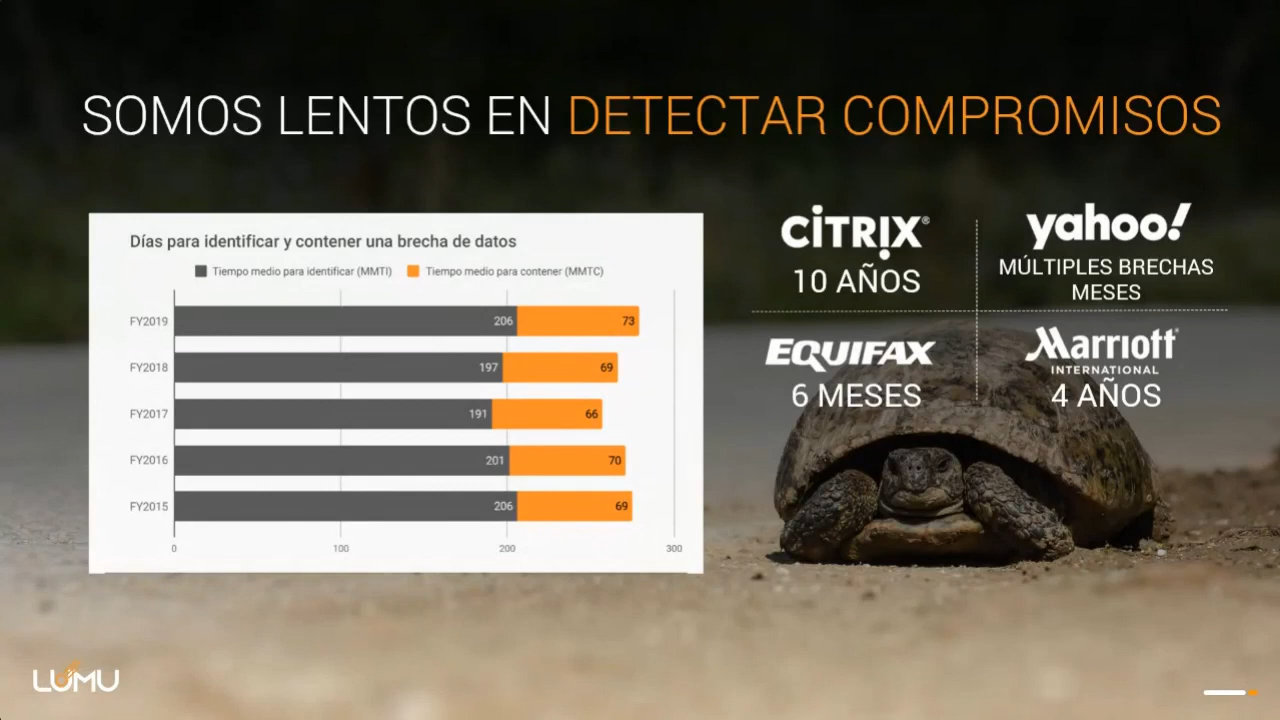 SOMOS LENTOS EN DETECTAR COMPROMISOS
Días para identificar y contener una brecha de datos
Tiempo medio para identificar (MMTI) Tiempo medio para contener (MMTC)
FY2019 206 73
FY2018 197 69
FY2017 191 66
FY2016 201 70
FY2015 206 69
0 100 200 300
CiTRiX®
10 AÑOS
yahoo!
MÚLTIPLES BRECHAS
MESES
EQUIFAX
6 MESES
Marriott
INTERNATIONAL
4 AÑOS
LUMU